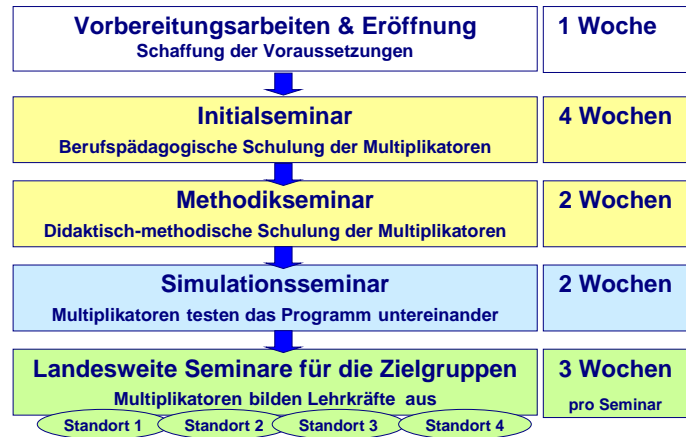 Vorbereitungsarbeiten & Eröffnung
Schaffung der Voraussetzungen
1 Woche
Initialseminar
Berufspädagogische Schulung der Multiplikatoren
4 Wochen
Methodikseminar
Didaktisch-methodische Schulung der Multiplikatoren
2 Wochen
Simulationsseminar
Multiplikatoren testen das Programm untereinander
2 Wochen
Landesweite Seminare für die Zielgruppen
Multiplikatoren bilden Lehrkräfte aus
3 Wochen
pro Seminar
Standort 1 Standort 2 Standort 3 Standort 4